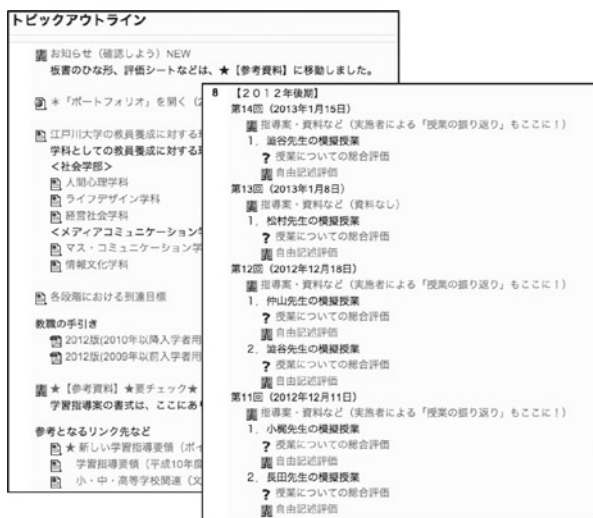 トピックアウトライン
お知らせ（確認しよう）NEW
板書のひな形、評価シートなどは、★【参考資料】に移動しました。
＊「ポートフォリオ」を開く（2
江戸川大学の教員養成に対する理
学科としての教員養成に対する理
＜社会学部＞
人間心理学科
ライフデザイン学科
経営社会学科
＜メディアコミュニケーション学
マス・コミュニケーション学
情報文化学科
各段階における到達目標
教職の手引き
2012版(2010年以降入学者用
2012版(2009年以前入学者用
★【参考資料】★要チェック★
学習指導案の書式は、ここにあり
参考となるリンク先など
★新しい学習指導要領（ポイ
学習指導要領（平成10年度
小・中・高等学校関連（文
8 【２０１２年後期】
第14回（2013年1月15日）
指導案・資料など（実施者による「授業の振り返り」もここに！）
1．澁谷先生の模擬授業
? 授業についての総合評価
自由記述評価
第13回（2013年1月8日）
指導案・資料など（資料なし）
1．松村先生の模擬授業
? 授業についての総合評価
自由記述評価
第12回（2012年12月18日）
指導案・資料など（実施者による「授業の振り返り」もここに！）
1．仲山先生の模擬授業
? 授業についての総合評価
自由記述評価
2．澁谷先生の模擬授業
? 授業についての総合評価
自由記述評価
第11回（2012年12月11日）
指導案・資料など（実施者による「授業の振り返り」もここに！）
1．小梶先生の模擬授業
? 授業についての総合評価
自由記述評価
2．長田先生の模擬授業
? 授業についての総合評価
自由記述評価